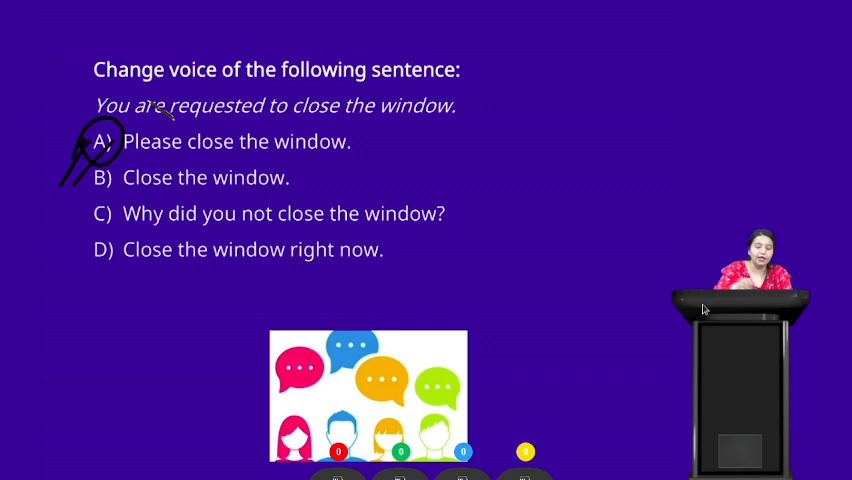 Change voice of the following sentence:
You are requested to close the window.
A) Please close the window.
B) Close the window.
C) Why did you not close the window?
D) Close the window right now.
0 0 0 0